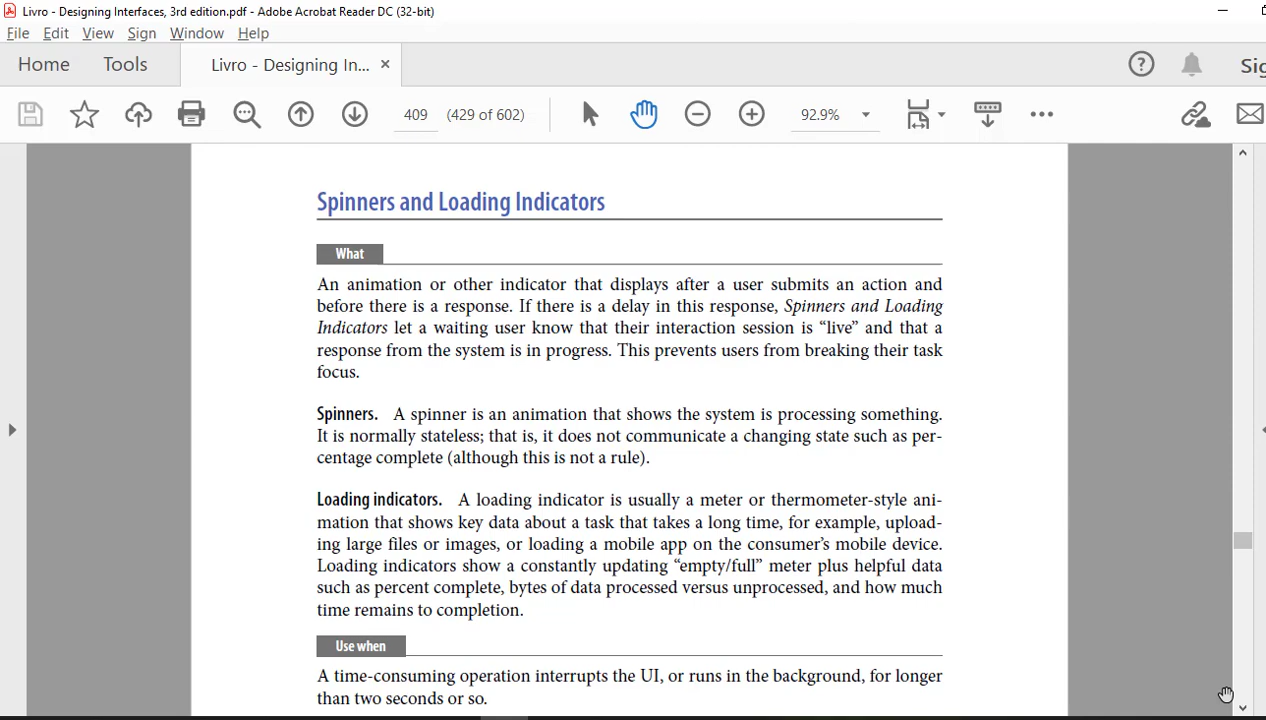 Livro - Designing Interfaces, 3rd edition.pdf - Adobe Acrobat Reader DC (32-bit)
File Edit View Sign Window Help
Home Tools Livro - Designing In... ×
409 (429 of 602) 92.9%
Spinners and Loading Indicators
What
An animation or other indicator that displays after a user submits an action and
before there is a response. If there is a delay in this response, Spinners and Loading
Indicators let a waiting user know that their interaction session is “live” and that a
response from the system is in progress. This prevents users from breaking their task
focus.
Spinners. A spinner is an animation that shows the system is processing something.
It is normally stateless; that is, it does not communicate a changing state such as per-
centage complete (although this is not a rule).
Loading indicators. A loading indicator is usually a meter or thermometer-style ani-
mation that shows key data about a task that takes a long time, for example, upload-
ing large files or images, or loading a mobile app on the consumer’s mobile device.
Loading indicators show a constantly updating “empty/full” meter plus helpful data
such as percent complete, bytes of data processed versus unprocessed, and how much
time remains to completion.
Use when
A time-consuming operation interrupts the UI, or runs in the background, for longer
than two seconds or so.